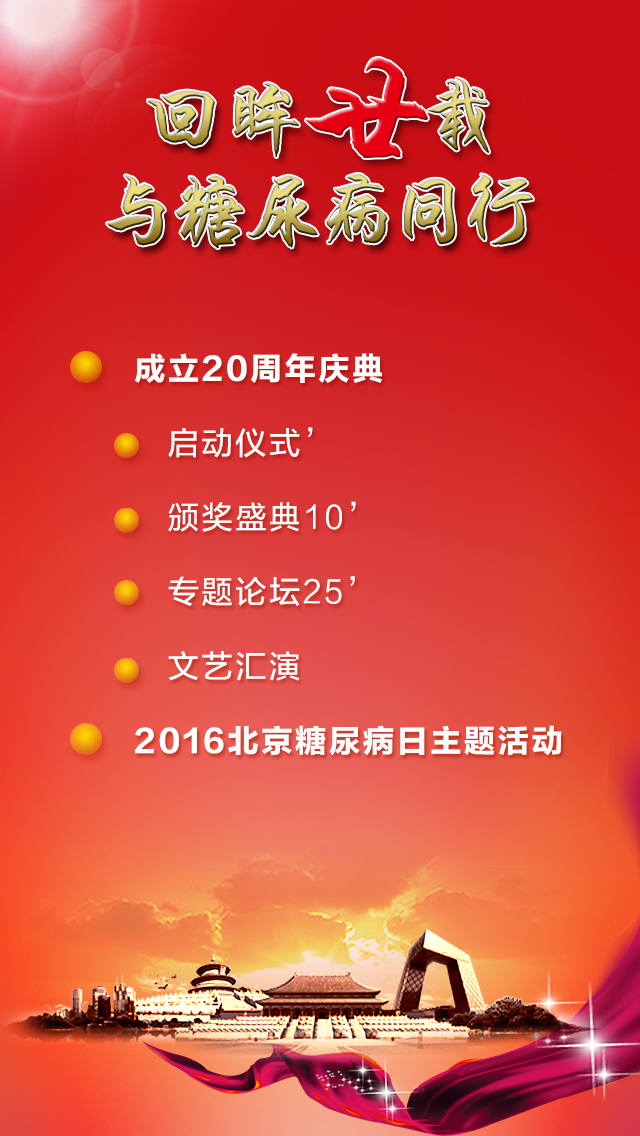 回眸廿载
与糖尿病同行
成立20周年庆典
启动仪式’
颁奖盛典10’
专题论坛25’
文艺汇演
2016北京糖尿病日主题活动